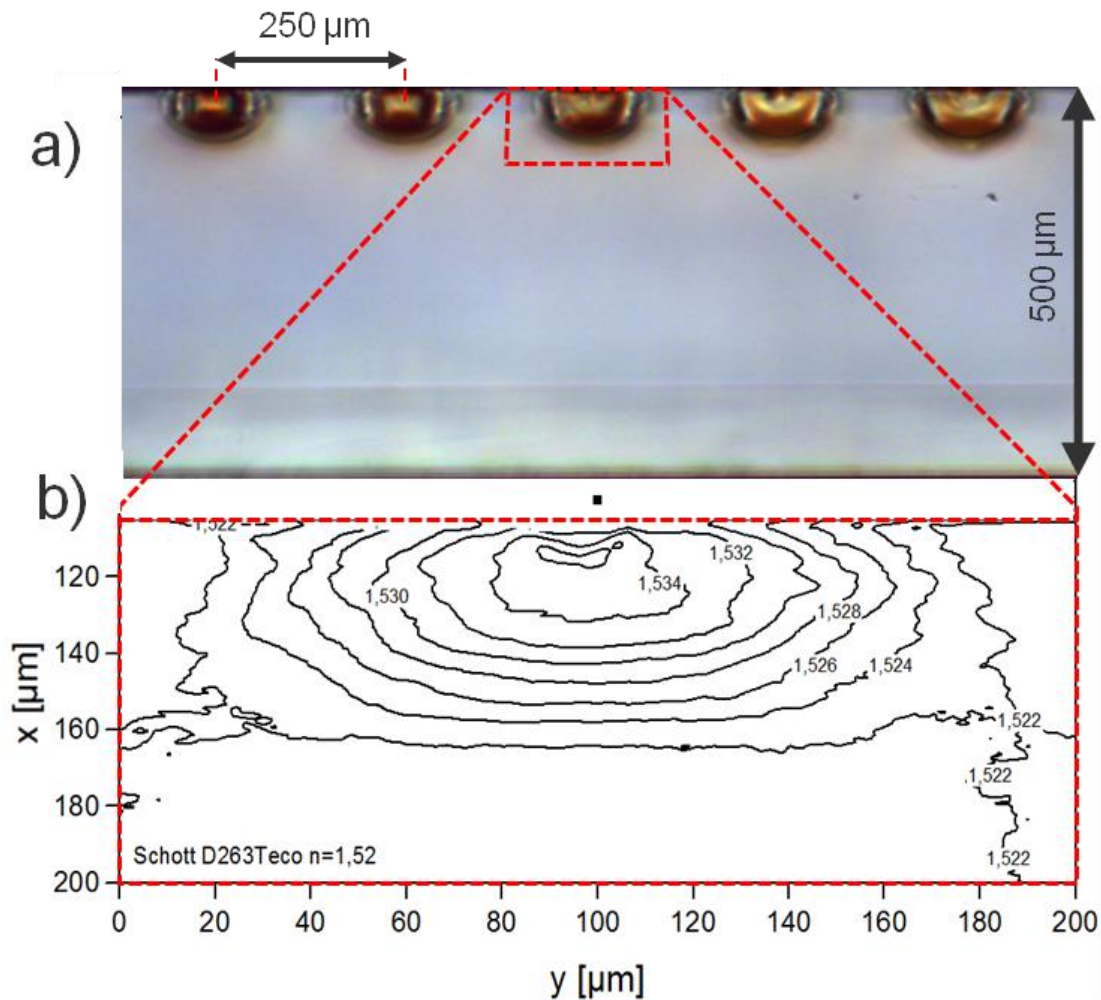 250 µm
a)
500 µm
b)
1,522
1,532
120
1,534
1,530
1,528
140
1,526
1,524
x [µm]
160
1,522
1,522
180
Schott D263Teco n=1,52
1,522
200
0 20 40 60 80 100 120 140 160 180 200
y [µm]